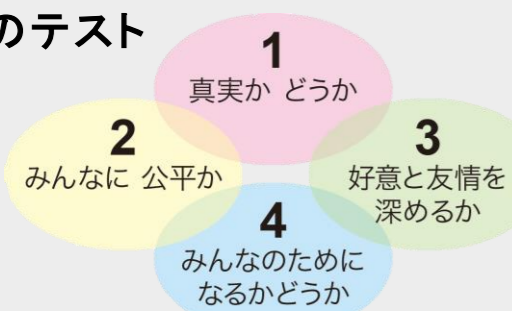 のテスト
1
真実か どうか
2
みんなに 公平か
3
好意と友情を
深めるか
4
みんなのために
なるかどうか